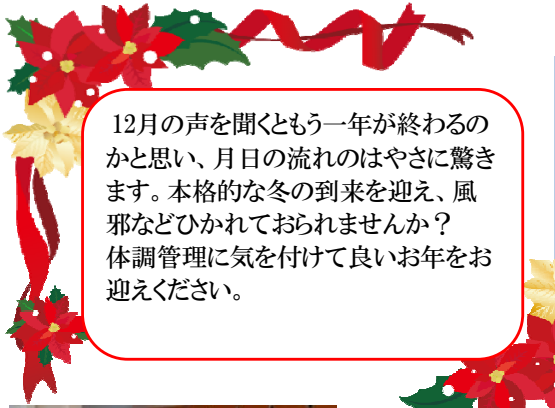 12月の声を聞くともう一年が終わるの
かと思い、月日の流れのはやさに驚き
ます。本格的な冬の到来を迎え、風
邪などひかれておられませんか？
体調管理に気を付けて良いお年をお
迎えください。